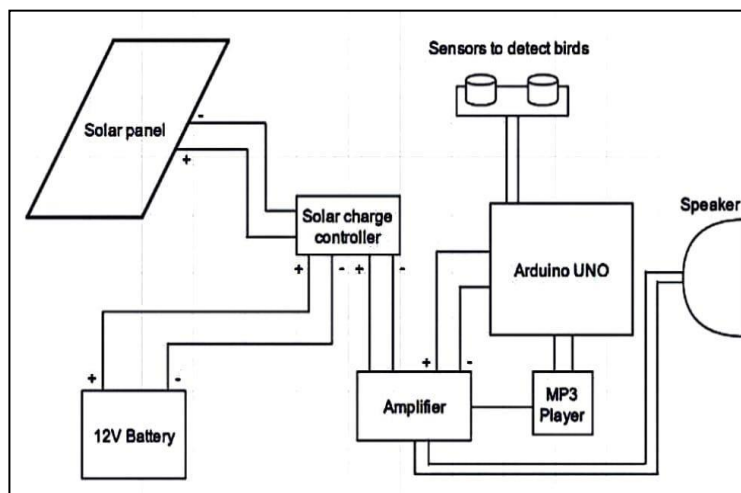 Sensors to detect birds
-
Solar panel
+
Solar charge
controller
Speaker
Arduino UNO
+ - + -
+ -
+ -
Amplifier
MP3
Player
12V Battery